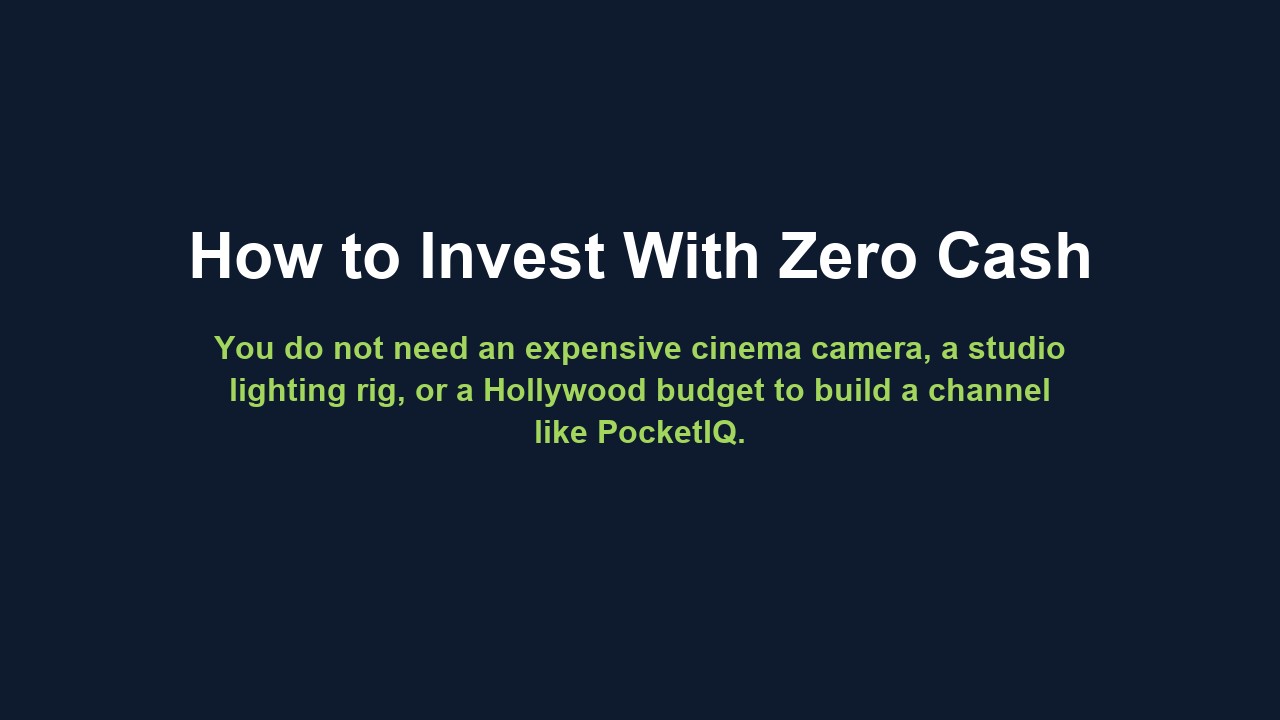 How to Invest With Zero Cash
You do not need an expensive cinema camera, a studio
lighting rig, or a Hollywood budget to build a channel
like PocketIQ.